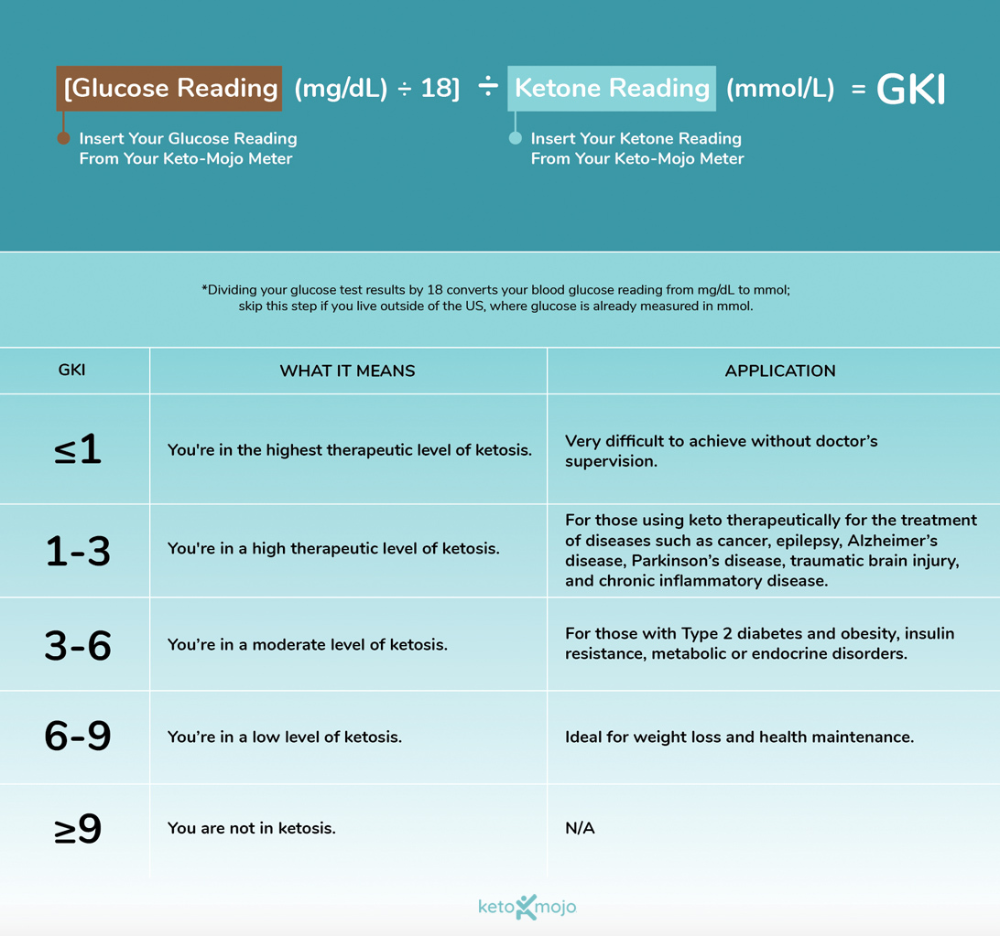 [Glucose Reading (mg/dL) ÷ 18] ÷ Ketone Reading (mmol/L) = GKI
Insert Your Glucose Reading
From Your Keto-Mojo Meter
Insert Your Ketone Reading
From Your Keto-Mojo Meter
*Dividing your glucose test results by 18 converts your blood glucose reading from mg/dL to mmol;
skip this step if you live outside of the US, where glucose is already measured in mmol.
GKI WHAT IT MEANS APPLICATION
≤1
You're in the highest therapeutic level of ketosis.
Very difficult to achieve without doctor's
supervision.
1-3
You're in a high therapeutic level of ketosis.
For those using keto therapeutically for the treatment
of diseases such as cancer, epilepsy, Alzheimer's
disease, Parkinson's disease, traumatic brain injury,
and chronic inflammatory disease.
3-6
You're in a moderate level of ketosis.
For those with Type 2 diabetes and obesity, insulin
resistance, metabolic or endocrine disorders.
6-9
You're in a low level of ketosis.
Ideal for weight loss and health maintenance.
≥9
You are not in ketosis.
N/A
keto mojo